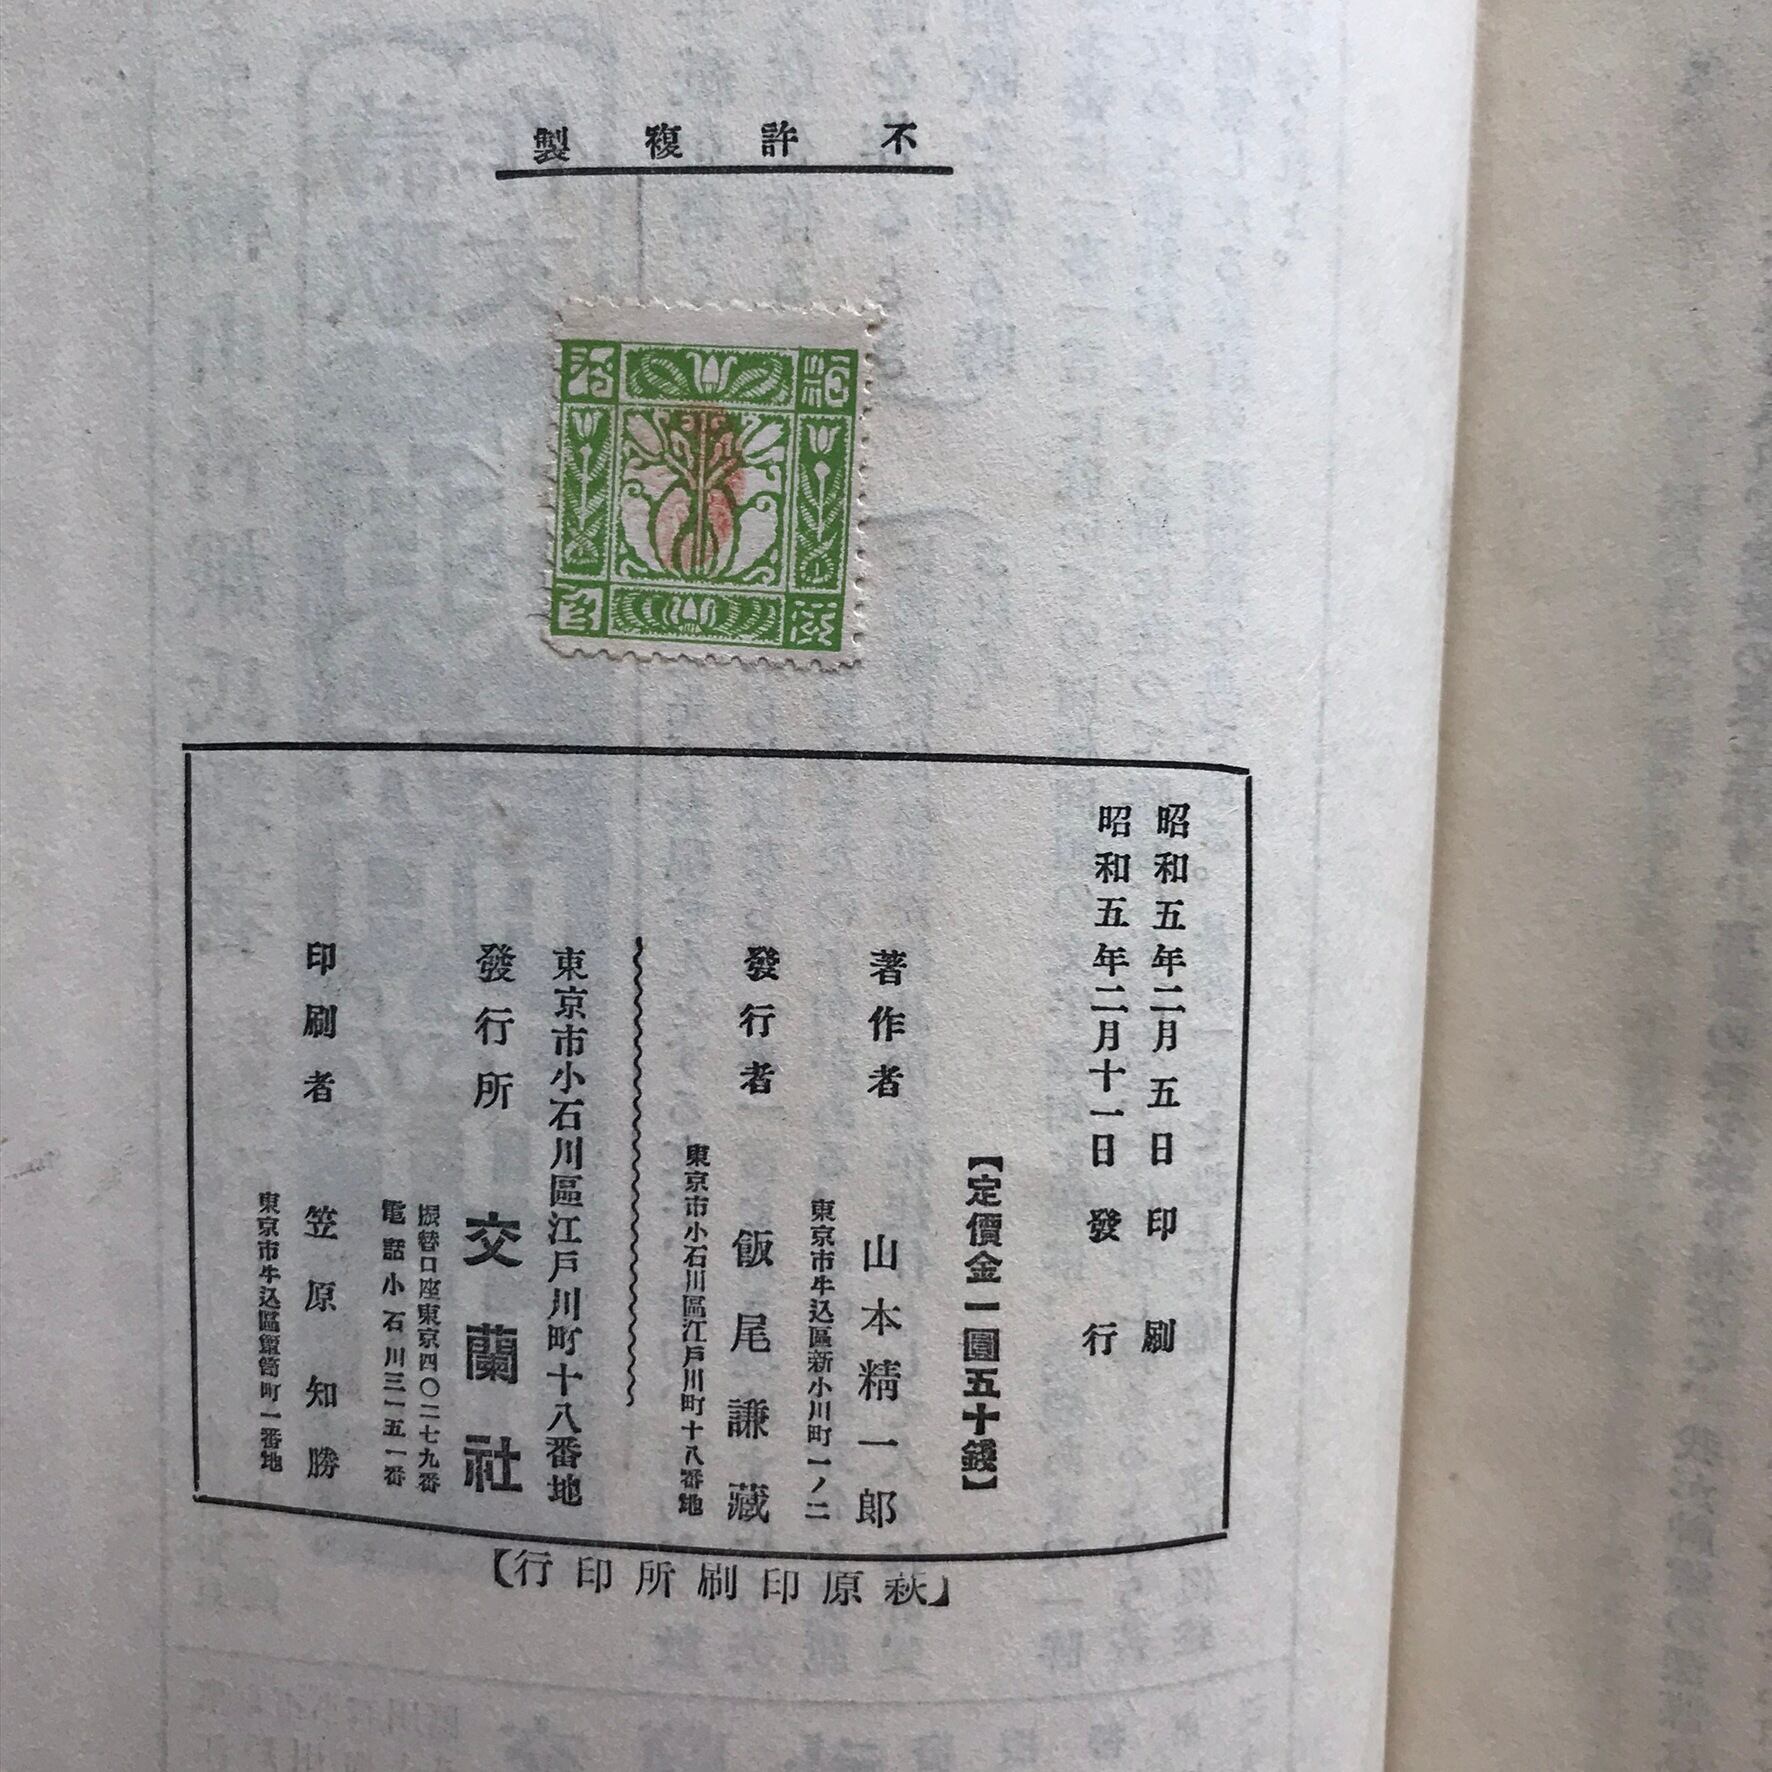 不許複製
昭和五年二月五日印刷
昭和五年二月十一日發行
【定價金一圓五十錢】
著作者 山本精一郎
東京市牛込區新小川町一ノ二
發行者 飯尾謙藏
東京市小石川區江戸川町十八番地
東京市小石川區江戸川町十八番地
發行所 交蘭社
振替口座東京四〇二七九番
電話小石川三一五一番
印刷者 笠原知勝
東京市牛込區簞笥町一番地
【萩原印刷所印行】